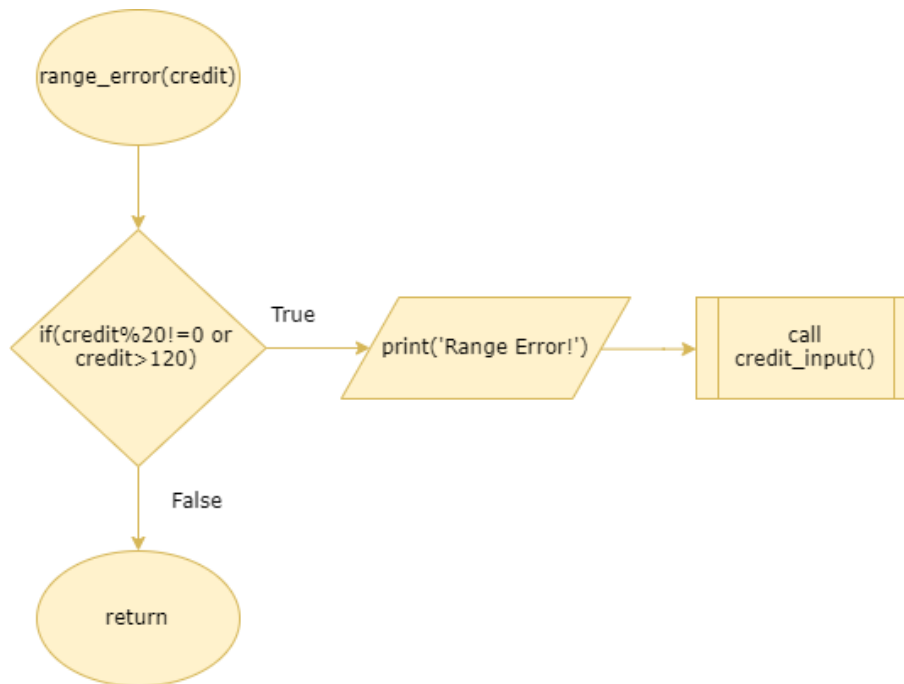 range_error(credit)
if(credit%20!=0 or
credit>120)
True
print('Range Error!')
call
credit_input()
False
return